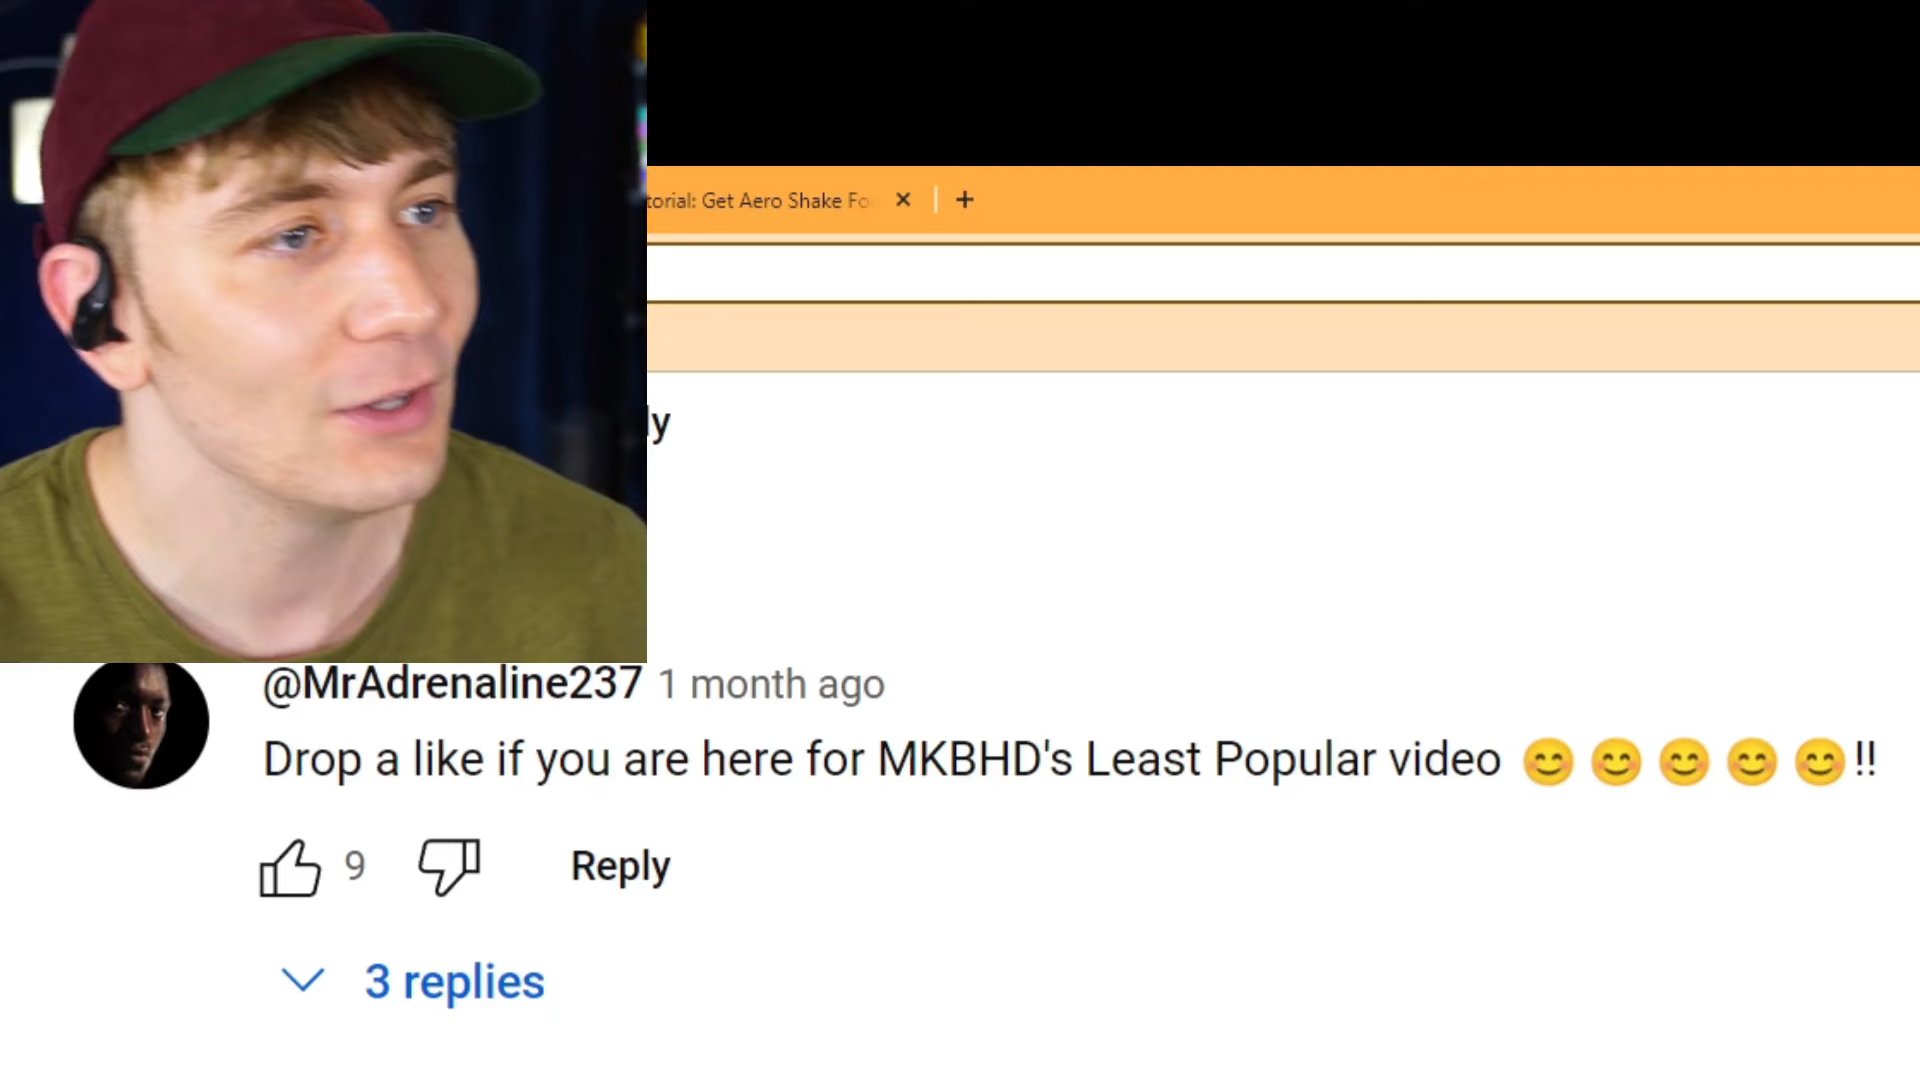 torial: Get Aero Shake Fo
ly
@MrAdrenaline237 1 month ago
Drop a like if you are here for MKBHD's Least Popular video 😊😊😊😊😊!!
9 Reply
3 replies